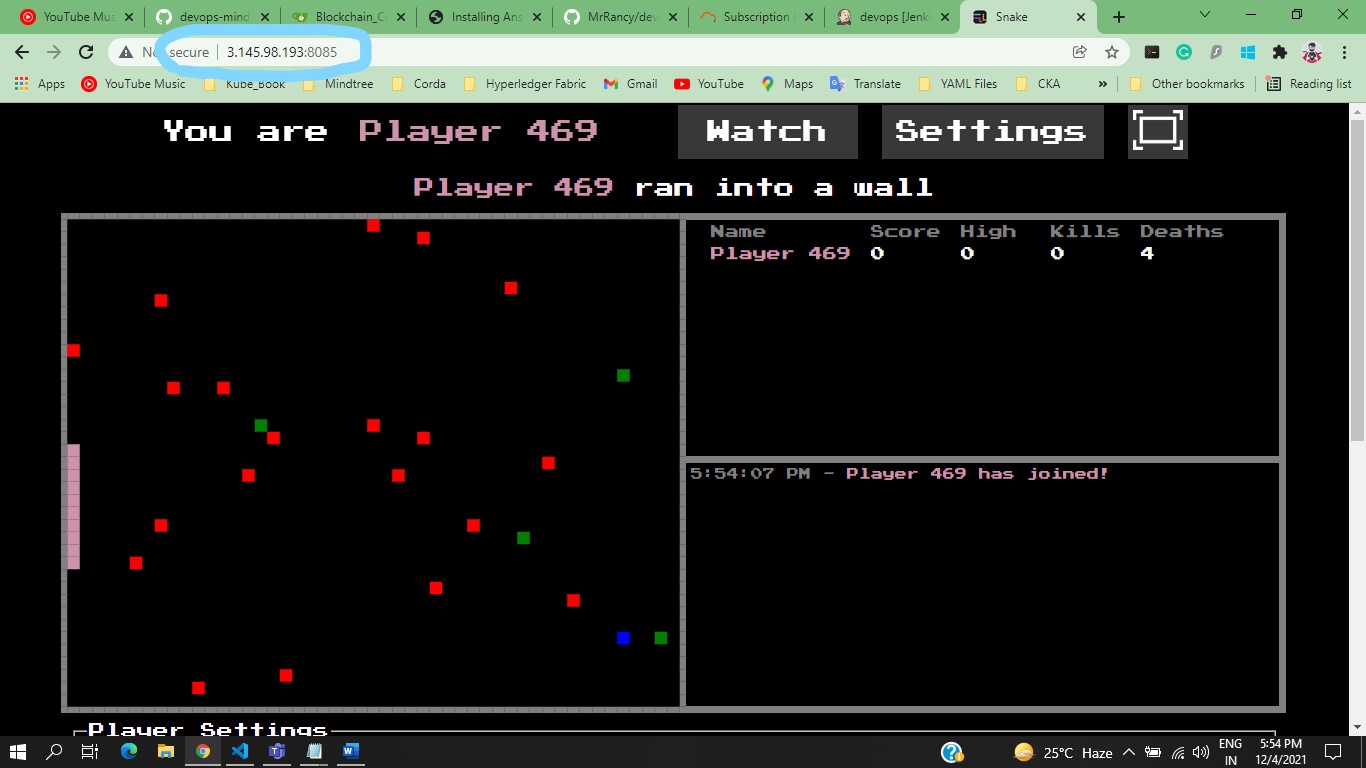 YouTube Mus
devops-mind
Blockchain_C
Installing Ans
MrRancy/dev
Subscription
devops [Jenki
Snake
secure
3.145.98.193:8085
Apps
YouTube Music
Kube_Book
Mindtree
Corda
Hyperledger Fabric
Gmail
YouTube
Maps
Translate
YAML Files
CKA
»
Other bookmarks
Reading list
You are Player 469
Watch
Settings
Player 469 ran into a wall
Name Score High Kills Deaths
Player 469 0 0 0 4
5:54:07 PM - Player 469 has joined!
Player Settings
25°C Haze
ENG
IN
5:54 PM
12/4/2021